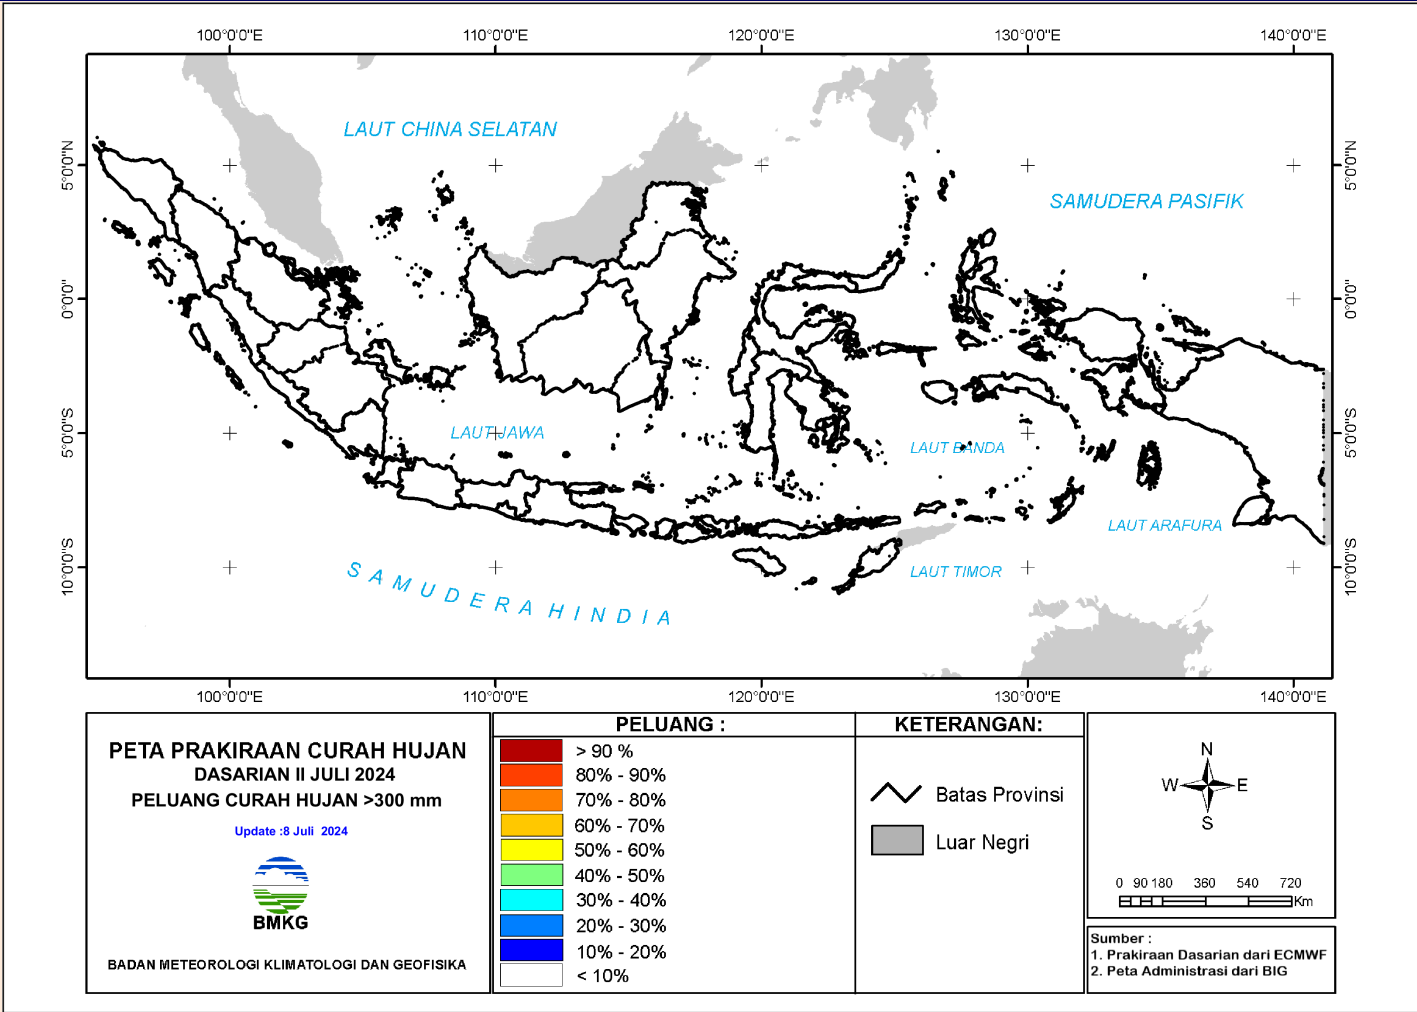 100°0'0"E 110°0'0"E 120°0'0"E 130°0'0"E 140°0'0"E
LAUT CHINA SELATAN
5°0'0"N 5°0'0"N
SAMUDERA PASIFIK
0°0'0" 0°0'0"
5°0'0"S 5°0'0"S
LAUT JAWA
LAUT BANDA
LAUT ARAFURA
10°0'0"S 10°0'0"S
LAUT TIMOR
SAMUDERA HINDIA
100°0'0"E 110°0'0"E 120°0'0"E 130°0'0"E 140°0'0"E
PETA PRAKIRAAN CURAH HUJAN
DASARIAN II JULI 2024
PELUANG CURAH HUJAN >300 mm
Update :8 Juli 2024
BMKG
BADAN METEOROLOGI KLIMATOLOGI DAN GEOFISIKA
PELUANG :
> 90 %
80% - 90%
70% - 80%
60% - 70%
50% - 60%
40% - 50%
30% - 40%
20% - 30%
10% - 20%
< 10%
KETERANGAN:
Batas Provinsi
Luar Negri
N
W E
S
0 90 180 360 540 720
Km
Sumber :
1. Prakiraan Dasarian dari ECMWF
2. Peta Administrasi dari BIG